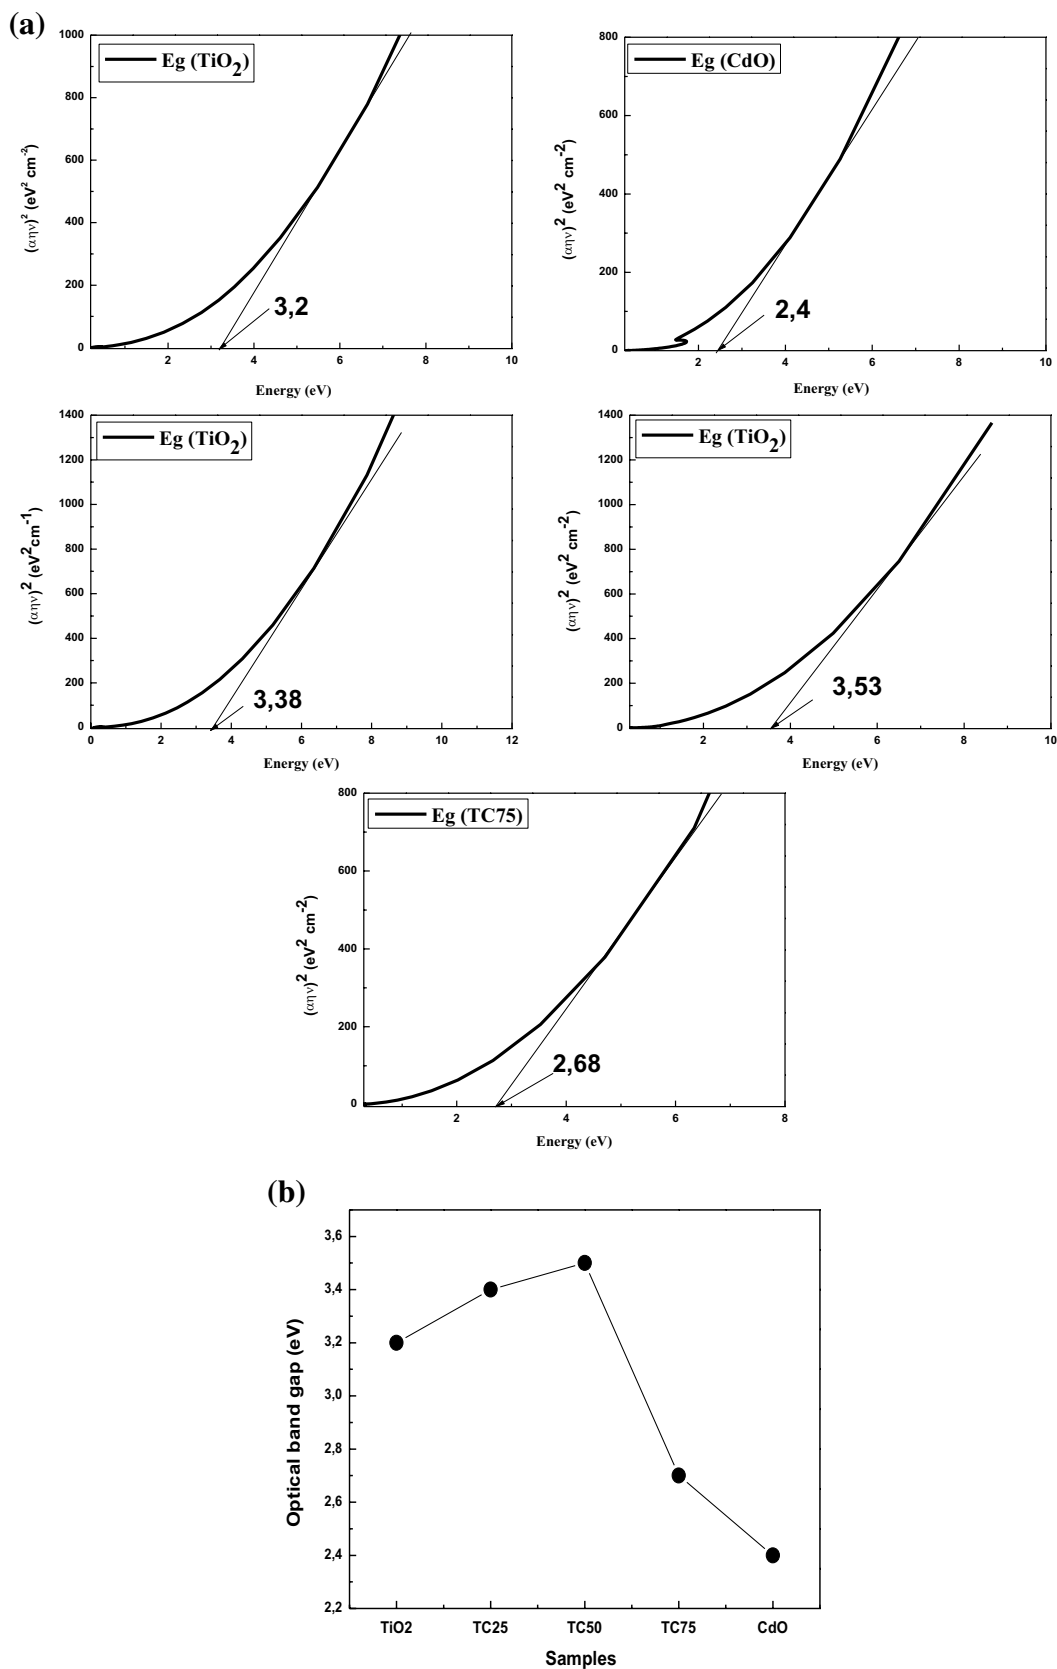 (a)
Eg (TiO2)
(αην)2 (eV2 cm-2)
1000
800
600
400
200
0
3,2
2 4 6 8 10
Energy (eV)
Eg (CdO)
(αην)2 (eV2 cm-2)
800
600
400
200
0
2,4
2 4 6 8 10
Energy (eV)
Eg (TiO2)
(αην)2 (eV2cm-1)
1400
1200
1000
800
600
400
200
0
3,38
0 2 4 6 8 10 12
Energy (eV)
Eg (TiO2)
(αην)2 (eV2 cm-2)
1400
1200
1000
800
600
400
200
0
3,53
2 4 6 8 10
Energy (eV)
Eg (TC75)
(αην)2 (eV2 cm-2)
800
600
400
200
0
2,68
2 4 6 8
Energy (eV)
(b)
Optical band gap (eV)
3,6
3,4
3,2
3,0
2,8
2,6
2,4
2,2
TiO2 TC25 TC50 TC75 CdO
Samples